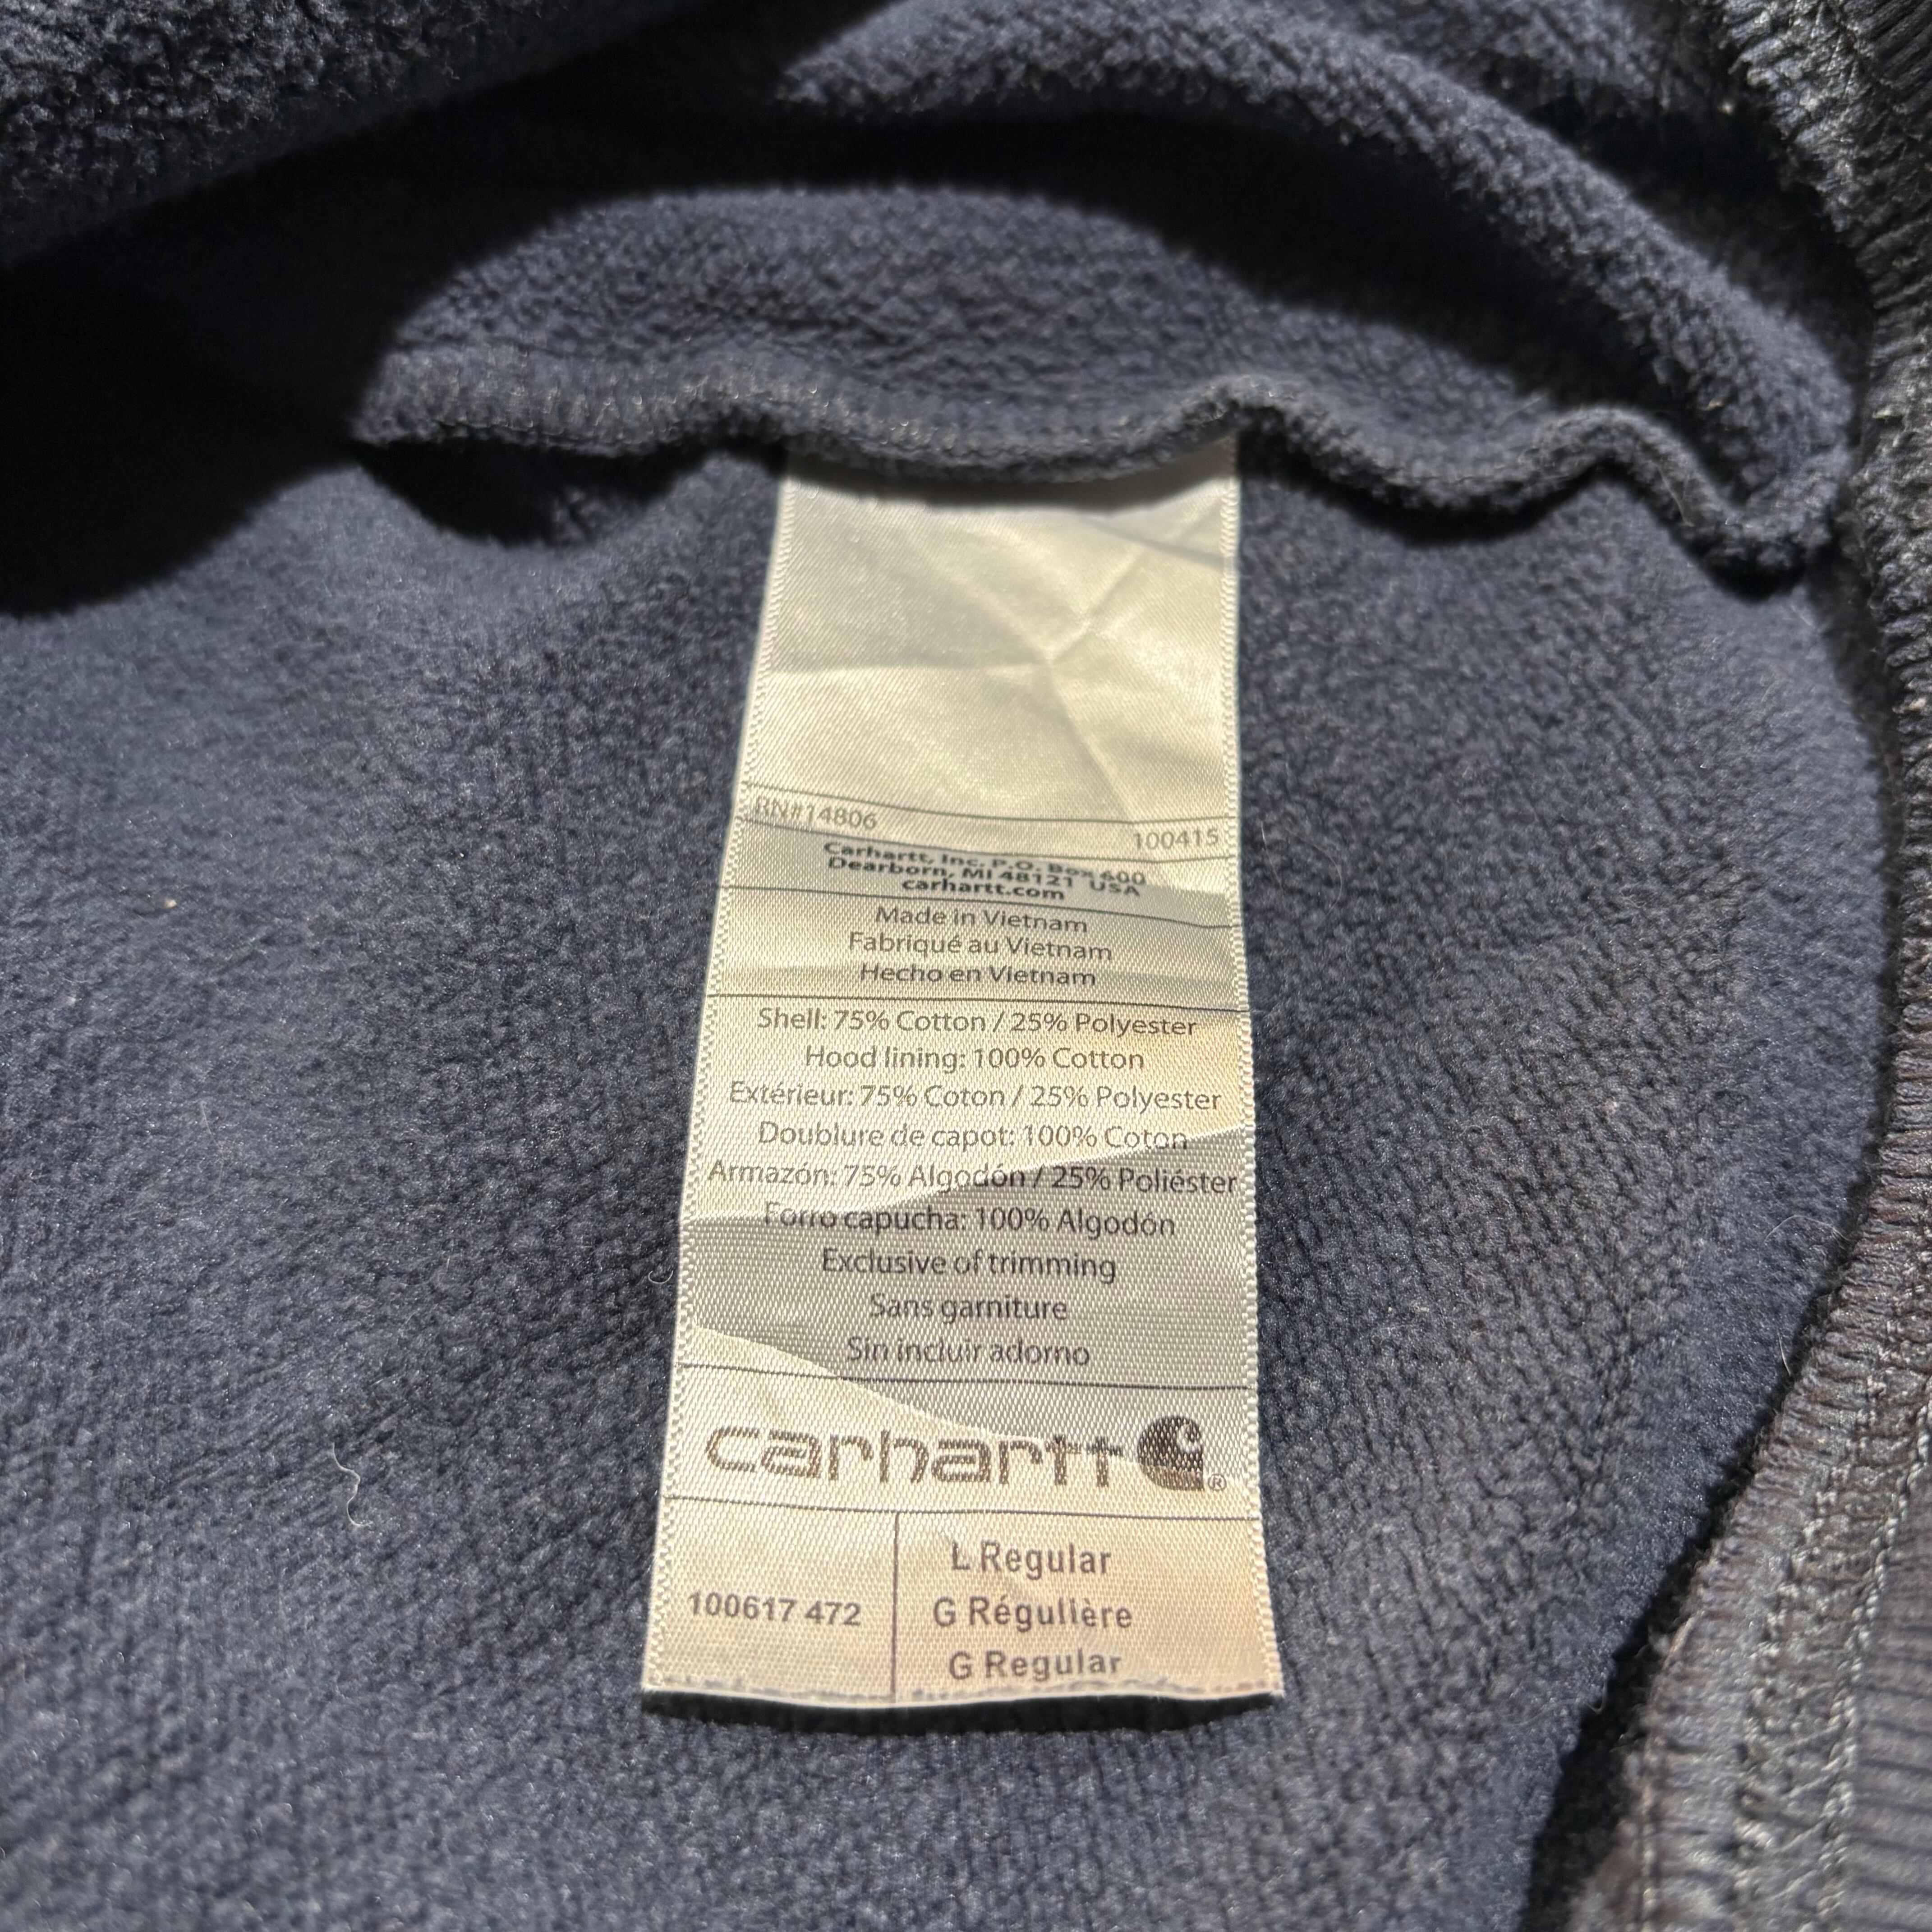 RN#14806 100415
Carhartt, Inc. P.O. Box 600
Dearborn, MI 48121 USA
carhartt.com
Made in Vietnam
Fabriqué au Vietnam
Hecho en Vietnam
Shell: 75% Cotton / 25% Polyester
Hood lining: 100% Cotton
Extérieur: 75% Coton / 25% Polyester
Doublure de capot: 100% Coton
Armazón: 75% Algodón / 25% Poliéster
Forro capucha: 100% Algodón
Exclusive of trimming
Sans garniture
Sin incluir adorno
carhartt ®
100617 472
L Regular
G Régulière
G Regular